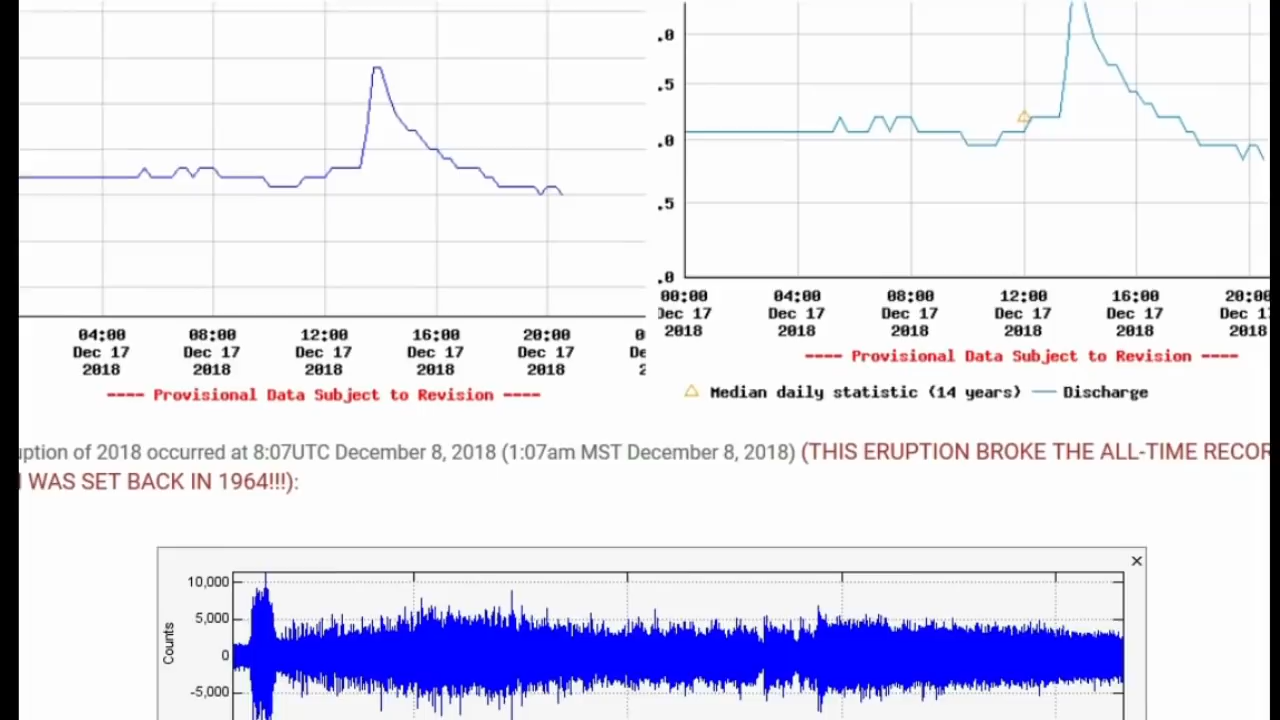 04:00 08:00 12:00 16:00 20:00
Dec 17 Dec 17 Dec 17 Dec 17 Dec 17
2018 2018 2018 2018 2018
---- Provisional Data Subject to Revision ----
.0
.5
.0
.5
.0
00:00 04:00 08:00 12:00 16:00 20:00
Dec 17 Dec 17 Dec 17 Dec 17 Dec 17 Dec 1
2018 2018 2018 2018 2018 2018
---- Provisional Data Subject to Revision ----
Median daily statistic (14 years) Discharge
uption of 2018 occurred at 8:07UTC December 8, 2018 (1:07am MST December 8, 2018) (THIS ERUPTION BROKE THE ALL-TIME RECOR
WAS SET BACK IN 1964!!!):
10,000
5,000
0
-5,000
Counts